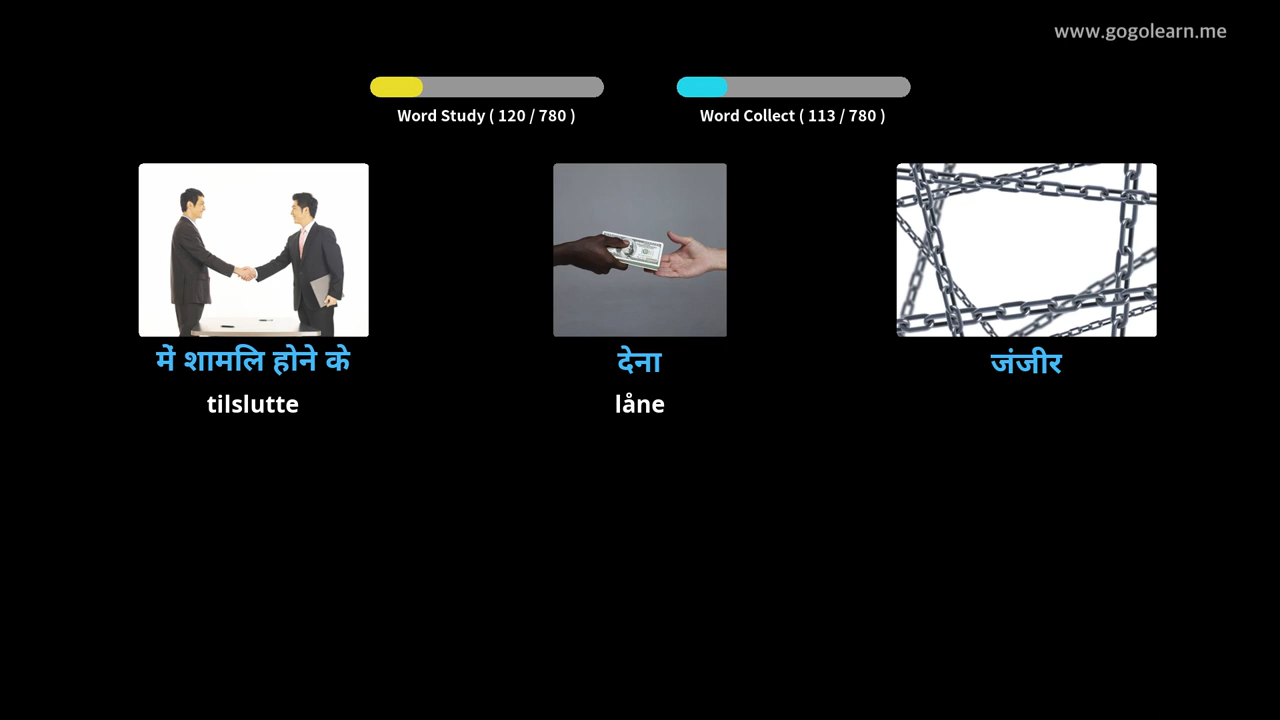 www.gogolearn.me
Word Study ( 120 / 780 )
Word Collect ( 113 / 780 )
में शामलि होने के
देना
जंजीर
tilslutte
låne